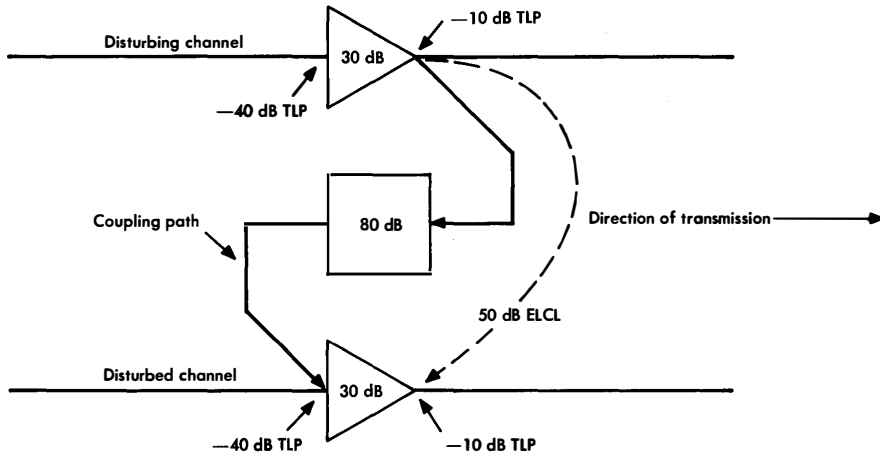 —10 dB TLP
Disturbing channel
30 dB
—40 dB TLP
Coupling path
80 dB
Direction of transmission
50 dB ELCL
Disturbed channel
30 dB
—40 dB TLP
—10 dB TLP